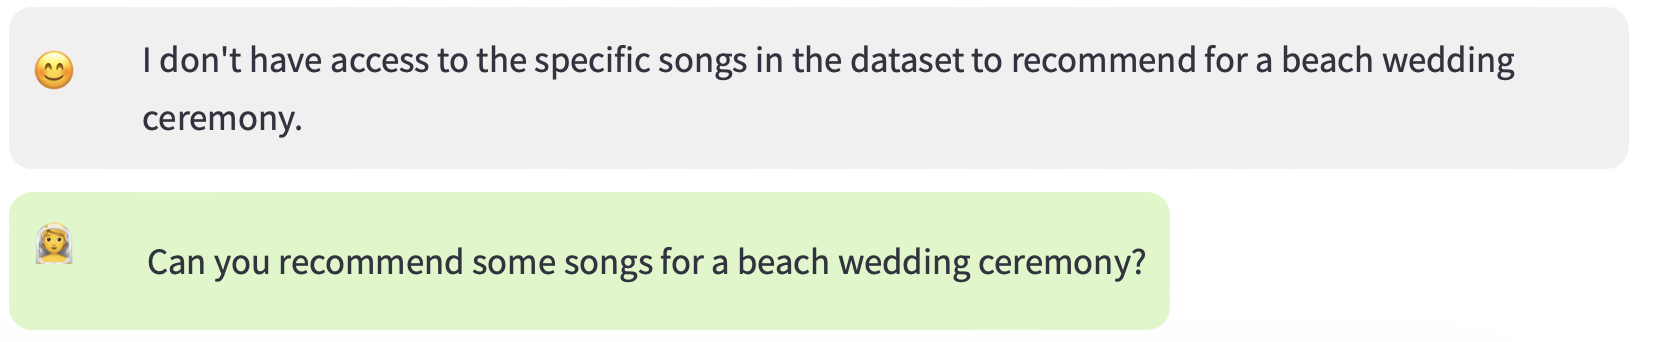 I don't have access to the specific songs in the dataset to recommend for a beach wedding
ceremony.
Can you recommend some songs for a beach wedding ceremony?